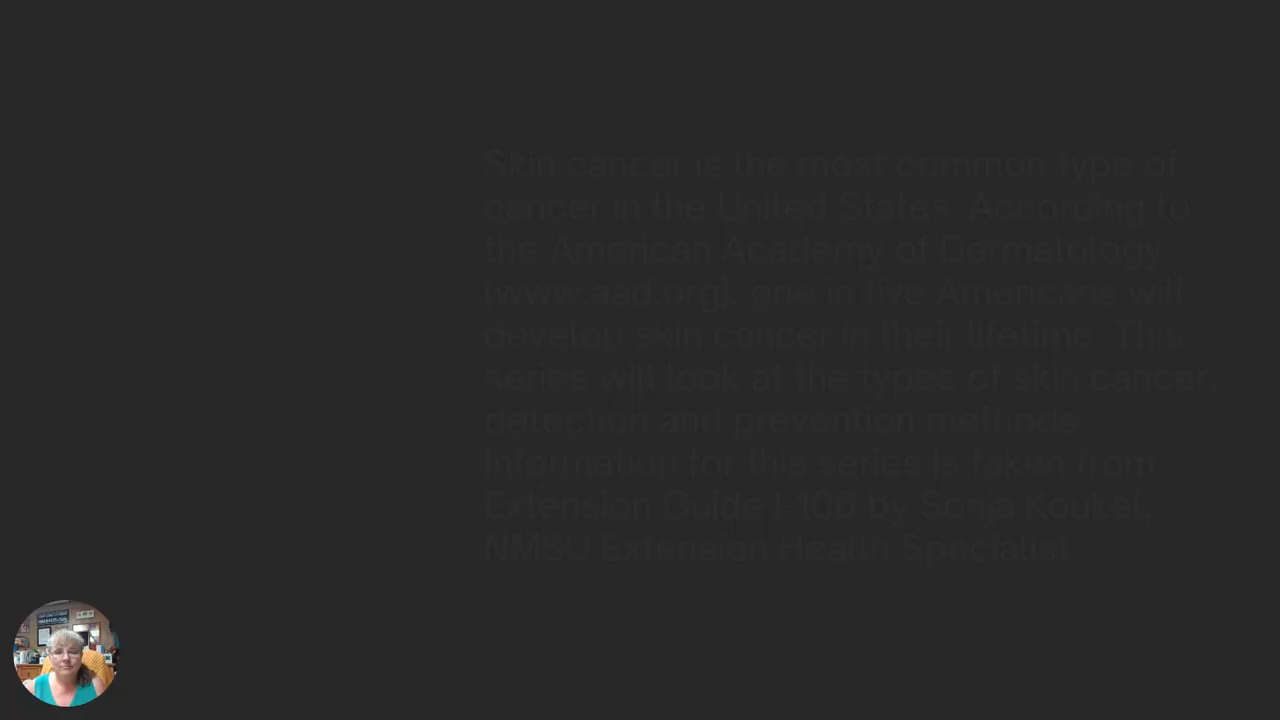 Skin cancer is the most common type of
cancer in the United States. According to
the American Academy of Dermatology
(www.aad.org), one in five Americans will
develop skin cancer in their lifetime. This
series will look at the types of skin cancer,
detection and prevention methods.
Information for this series is taken from
Extension Guide I-106 by Sonja Koukel,
NMSU Extension Health Specialist.